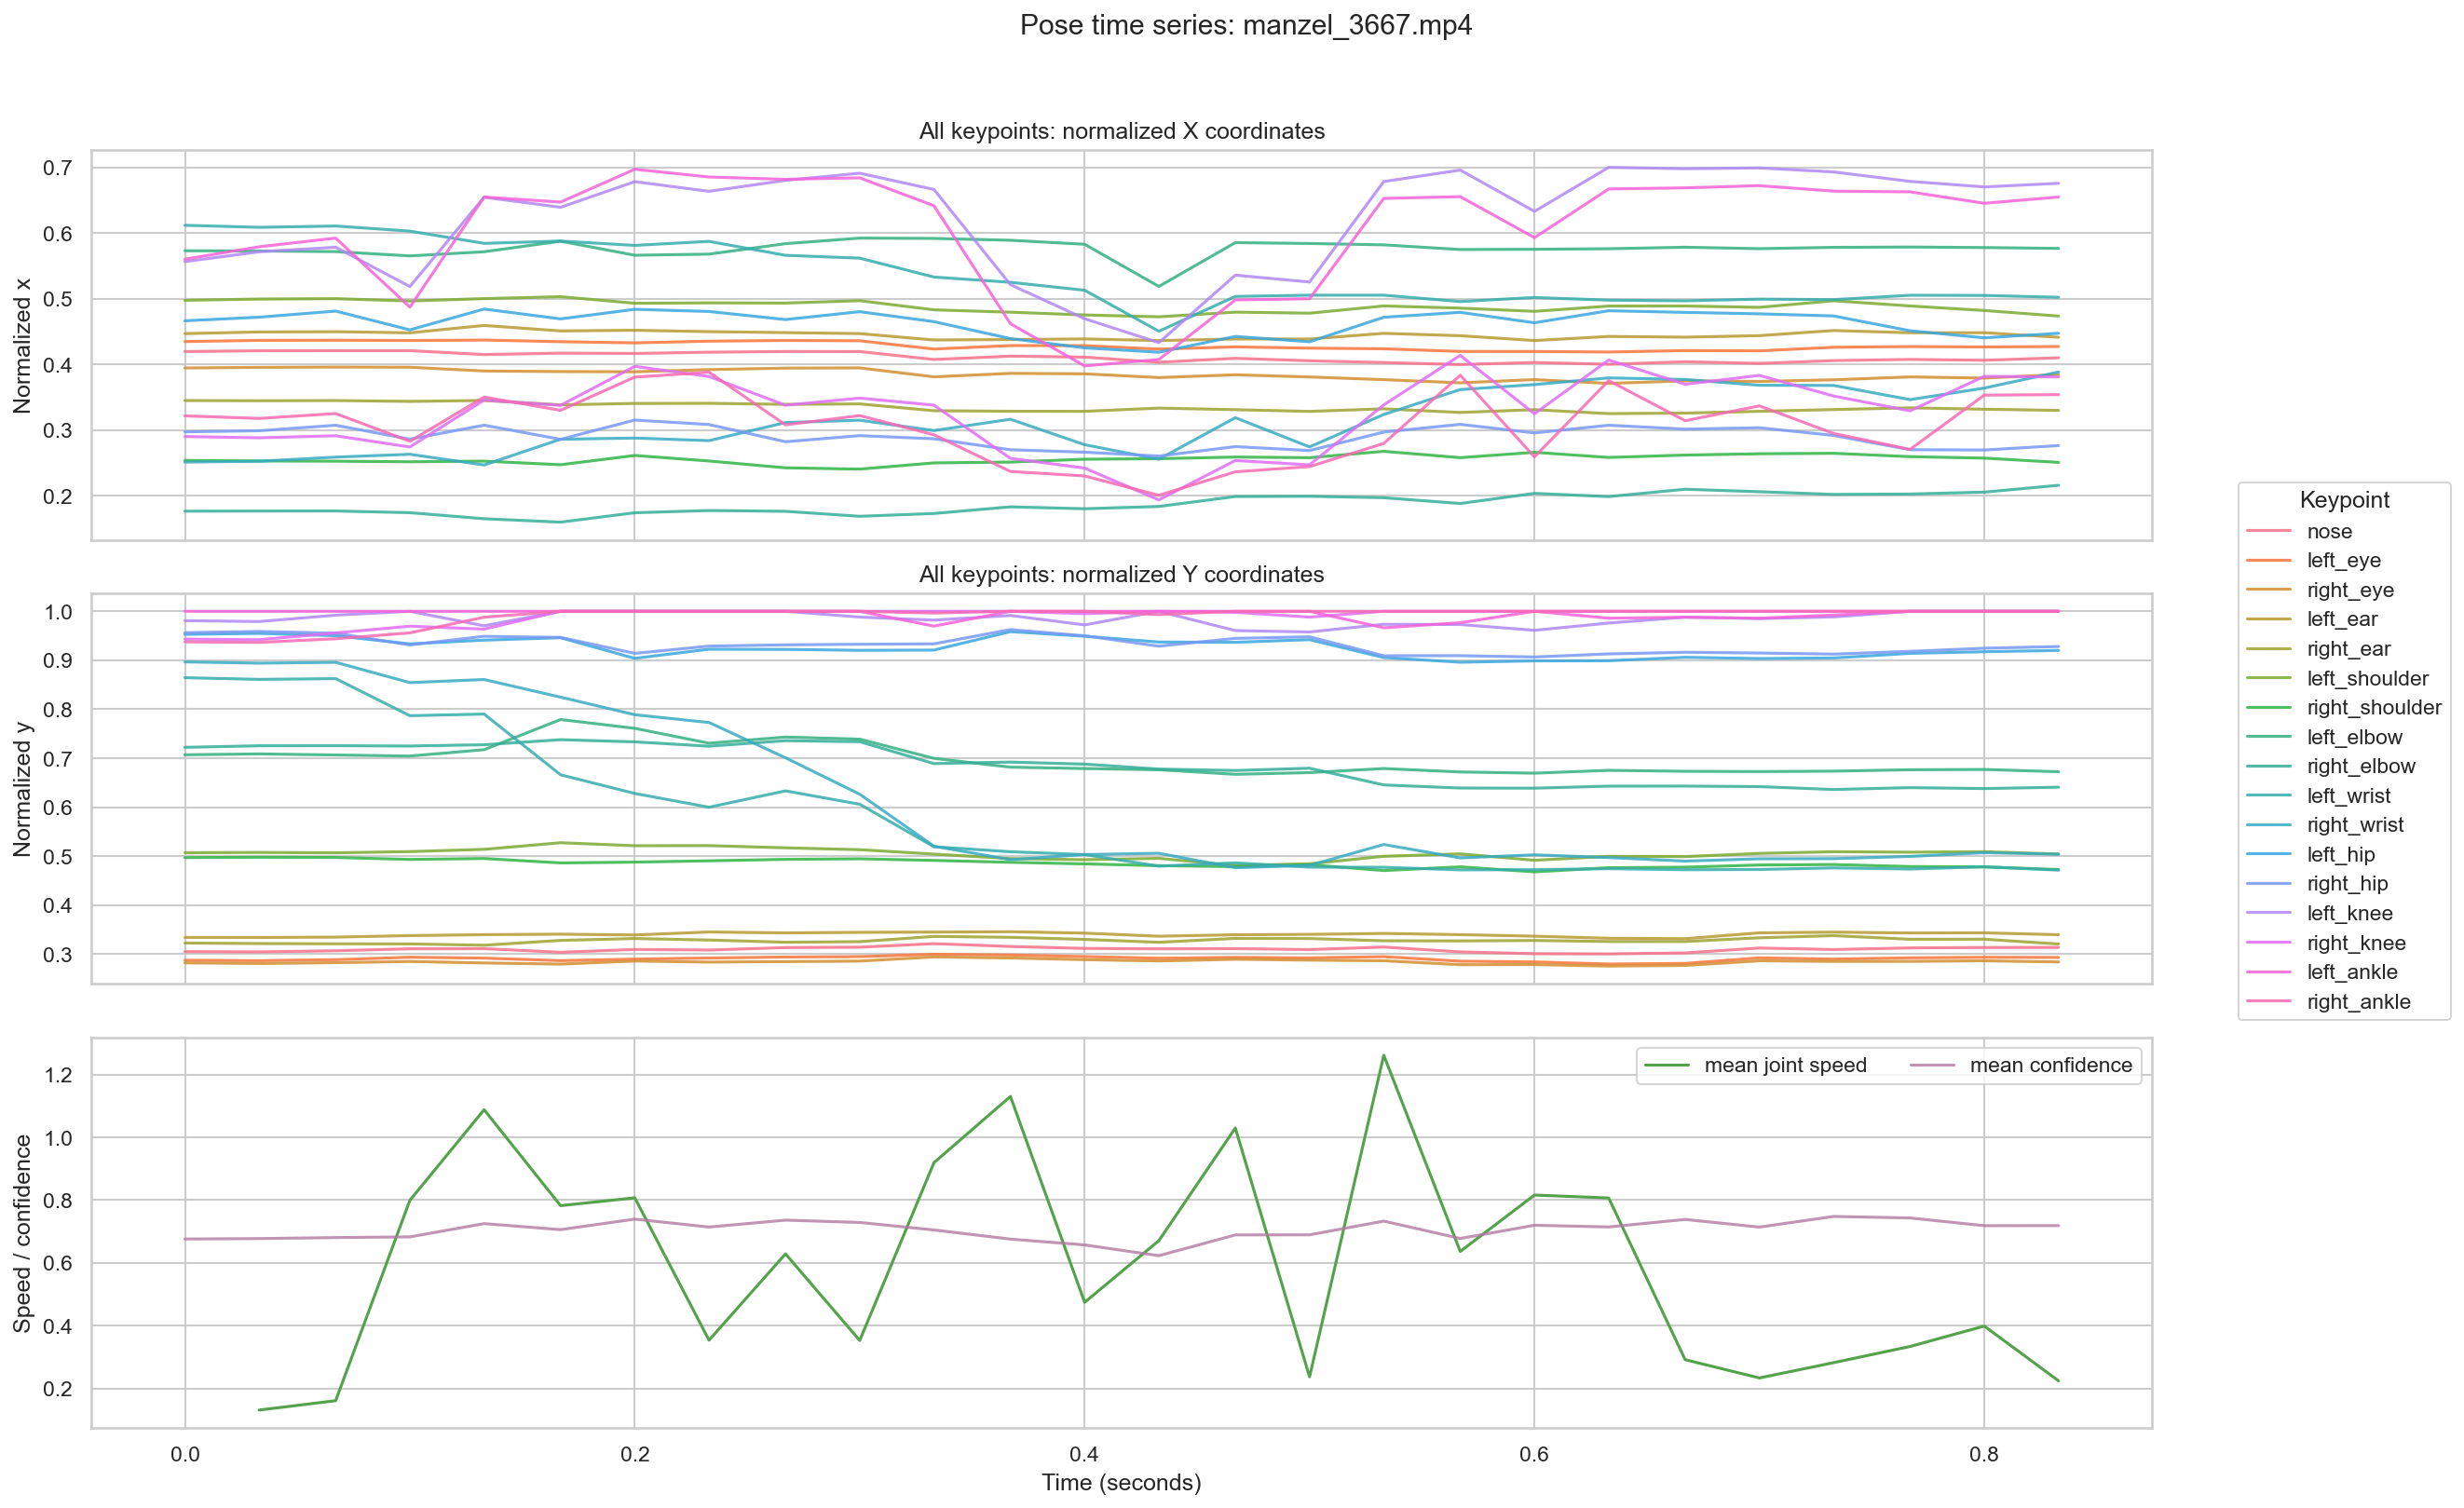 Pose time series: manzel_3667.mp4
All keypoints: normalized X coordinates
Normalized x
0.7
0.6
0.5
0.4
0.3
0.2
All keypoints: normalized Y coordinates
Normalized y
1.0
0.9
0.8
0.7
0.6
0.5
0.4
0.3
Keypoint
nose
left_eye
right_eye
left_ear
right_ear
left_shoulder
right_shoulder
left_elbow
right_elbow
left_wrist
right_wrist
left_hip
right_hip
left_knee
right_knee
left_ankle
right_ankle
mean joint speed mean confidence
Speed / confidence
1.2
1.0
0.8
0.6
0.4
0.2
0.0 0.2 0.4 0.6 0.8
Time (seconds)